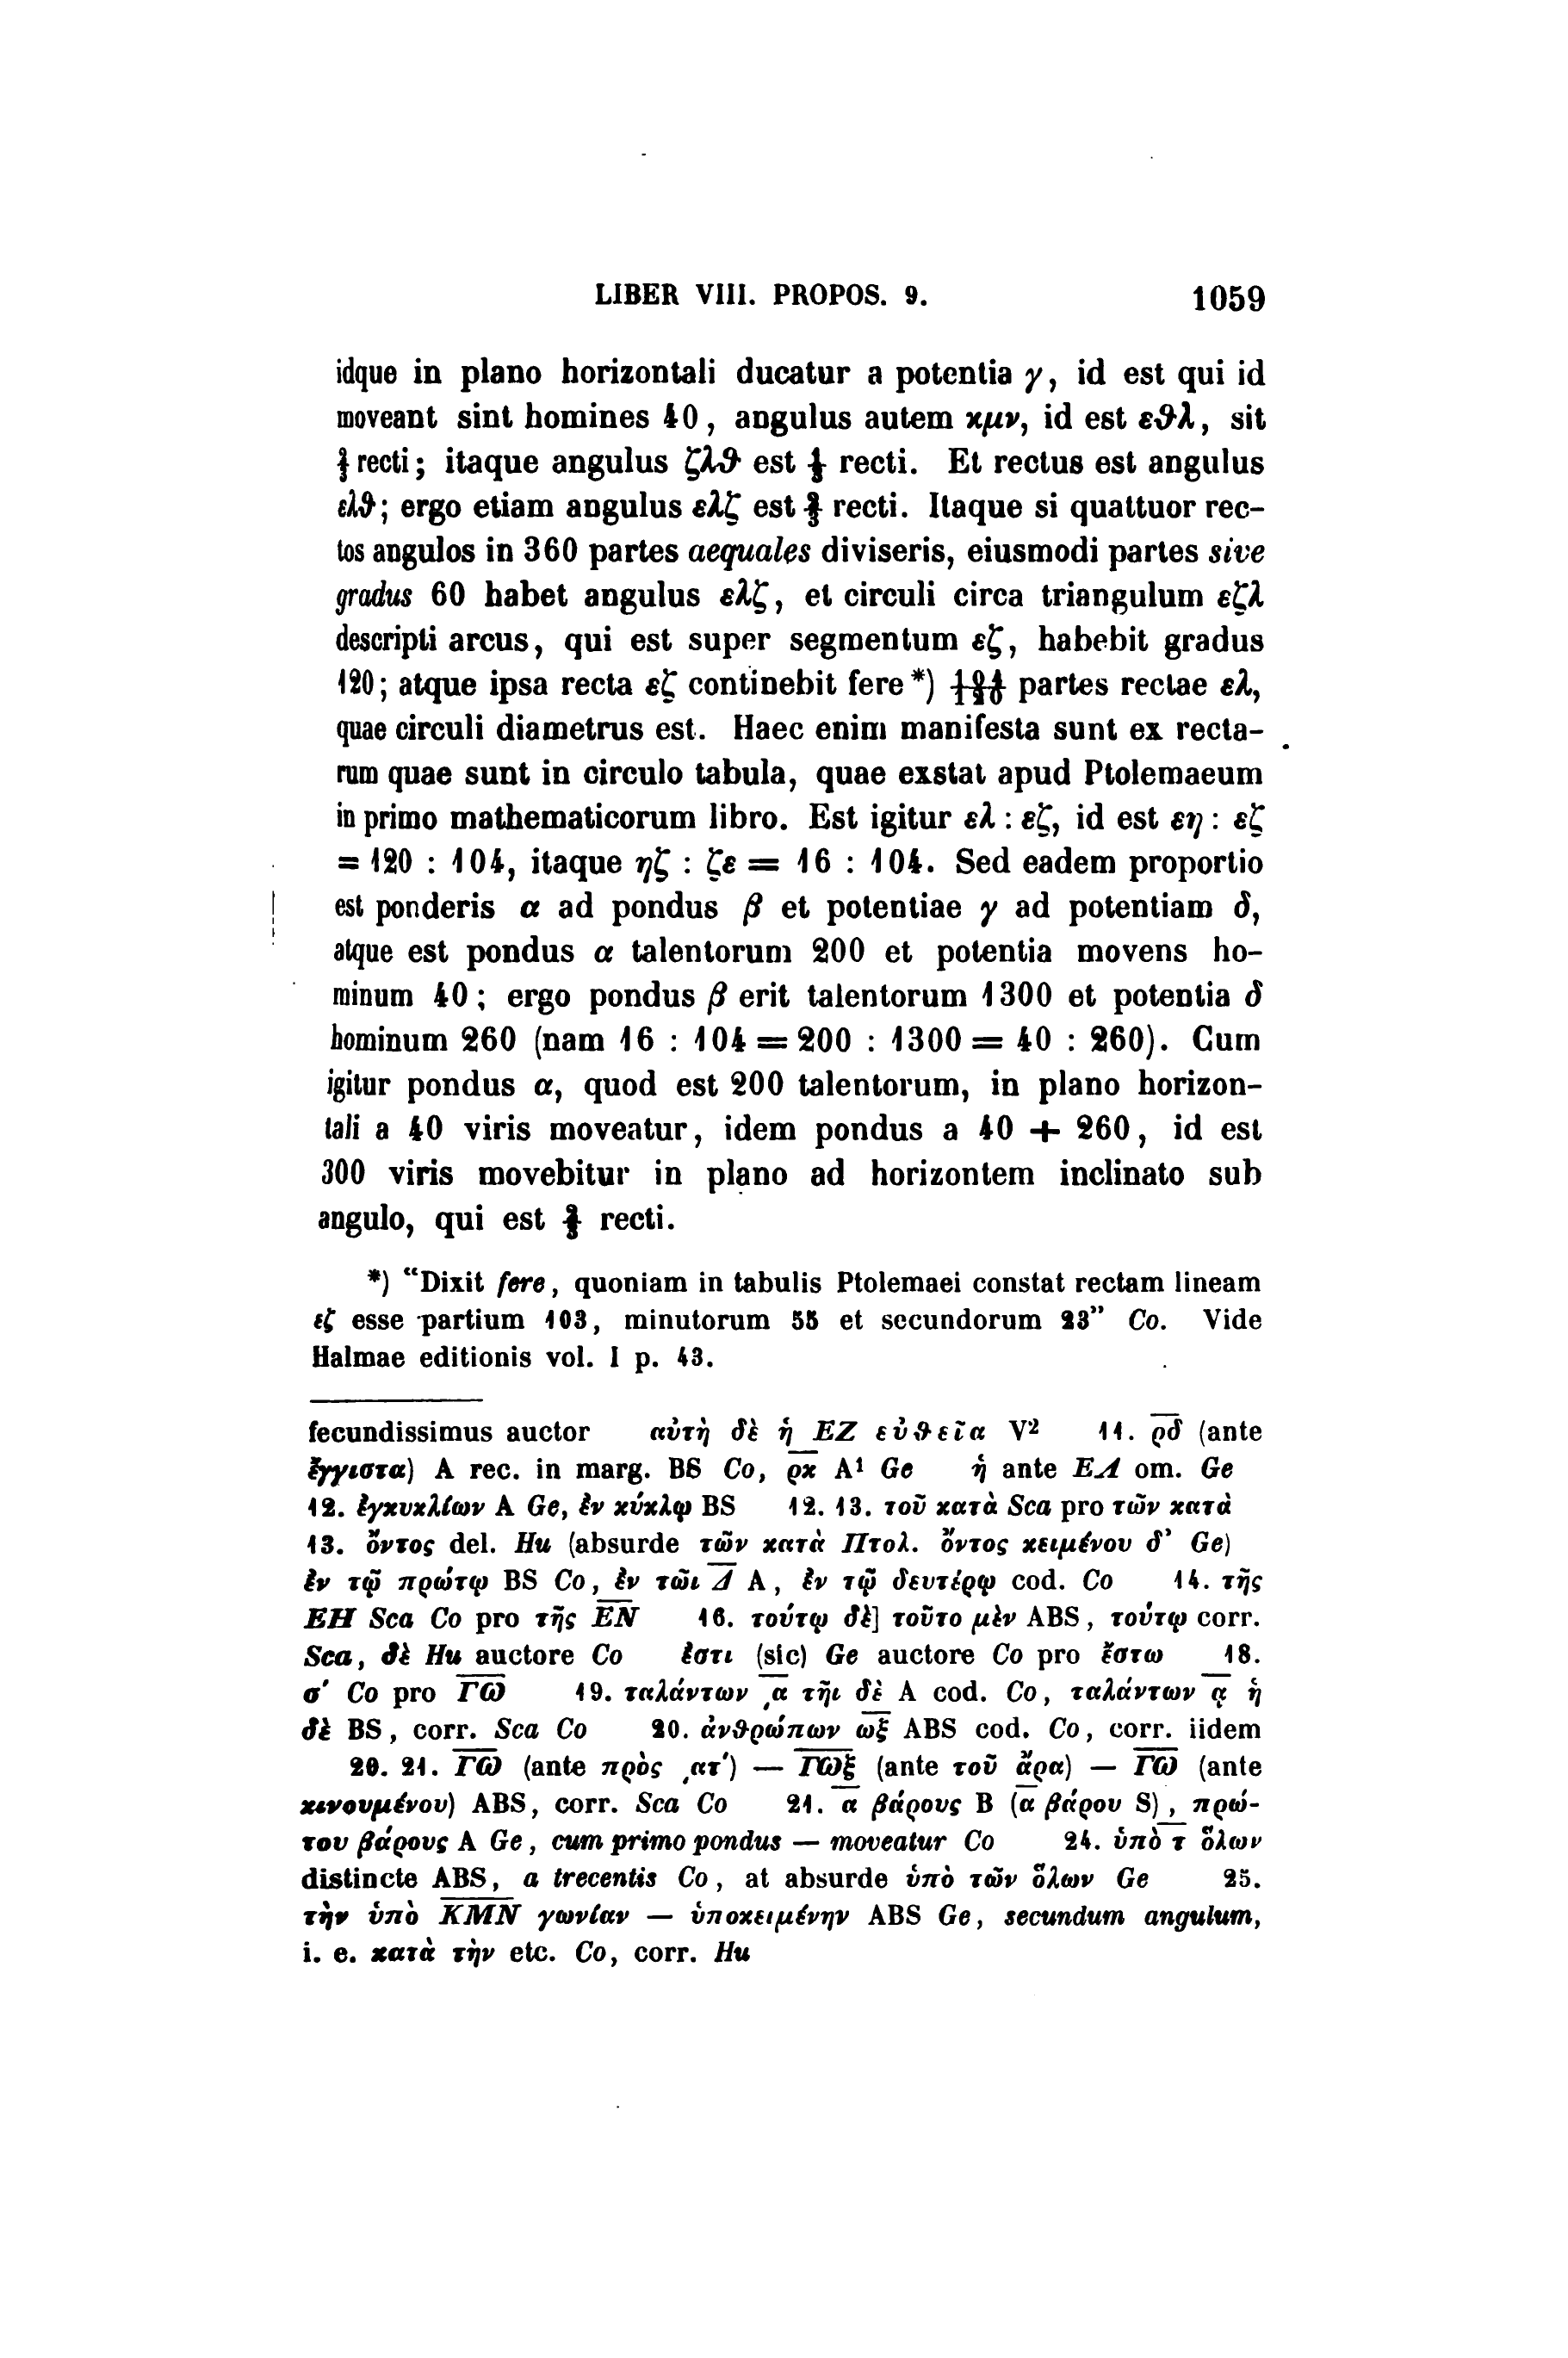 LIBER VIII. PROPOS. 9. 1059
idque in plano horizontali ducatur a potentia γ, id est qui id
moveant sint homines 40, angulus autem κμν, id est εϑλ, sit
⅔ recti; itaque angulus ζλϑ est ⅓ recti. Et rectus est angulus
ελϑ; ergo etiam angulus ελζ est ⅔ recti. Itaque si quattuor rec-
tos angulos in 360 partes aequales diviseris, eiusmodi partes sive
gradus 60 habet angulus ελζ, et circuli circa triangulum εζλ
descripti arcus, qui est super segmentum εζ, habebit gradus
120; atque ipsa recta εζ continebit fere *) 104/120 partes rectae ελ,
quae circuli diametrus est. Haec enim manifesta sunt ex recta-
rum quae sunt in circulo tabula, quae exstat apud Ptolemaeum
in primo mathematicorum libro. Est igitur ελ : εζ, id est εη : εζ
= 120 : 104, itaque ηζ : ζε = 16 : 104. Sed eadem proportio
est ponderis α ad pondus β et potentiae γ ad potentiam δ,
atque est pondus α talentorum 200 et potentia movens ho-
minum 40; ergo pondus β erit talentorum 1300 et potentia δ
hominum 260 (nam 16 : 104 = 200 : 1300 = 40 : 260). Cum
igitur pondus α, quod est 200 talentorum, in plano horizon-
tali a 40 viris moveatur, idem pondus a 40 + 260, id est
300 viris movebitur in plano ad horizontem inclinato sub
angulo, qui est ⅔ recti.
*) “Dixit fere, quoniam in tabulis Ptolemaei constat rectam lineam
εζ esse partium 103, minutorum 55 et secundorum 23” Co. Vide
Halmae editionis vol. I p. 43.
fecundissimus auctor αὐτὴ δὲ ἡ ΕΖ εὐϑεῖα V² 11. ρ̅δ̅ (ante
ἔγγιστα) A rec. in marg. BS Co, ρ̅κ̅ A¹ Ge ἡ ante ΕΛ om. Ge
12. ἐγκυκλίων A Ge, ἐν κύκλῳ BS 12. 13. τοῦ κατὰ Sca pro τῶν κατὰ
13. ὄντος del. Hu (absurde τῶν κατὰ Πτολ. ὄντος κειμένου δ’ Ge)
ἐν τῷ πρώτῳ BS Co, ἐν τῶι Δ̅ A, ἐν τῷ δευτέρῳ cod. Co 14. τῆς
ΕΗ Sca Co pro τῆς Ε̅Ν̅ 16. τούτῳ δὲ] τοῦτο μὲν ABS, τούτῳ corr.
Sca, δὲ Hu auctore Co ἐστι (sic) Ge auctore Co pro ἔστω 18.
σ′ Co pro Γ̅Ω̅ 19. ταλάντων ͵α̅ τῆι δὲ A cod. Co, ταλάντων α̅ ἡ
δὲ BS, corr. Sca Co 20. ἀνϑρώπων ω̅ξ̅ ABS cod. Co, corr. iidem
20. 21. Γ̅Ω̅ (ante πρὸς ͵ατ′) — Γ̅Ω̅ξ̅ (ante τοῦ ἄρα) — Γ̅Ω̅ (ante
κινουμένου) ABS, corr. Sca Co 21. α̅ βάρους B (α̅ βάρου S), πρώ-
του βάρους A Ge, cum primo pondus — moveatur Co 24. ὑπὸ τ̅ ὅλων
distincte ABS, a trecentis Co, at absurde ὑπὸ τῶν ὅλων Ge 25.
τὴν ὑπὸ Κ̅Μ̅Ν̅ γωνίαν — ὑποκειμένην ABS Ge, secundum angulum,
i. e. κατὰ τὴν etc. Co, corr. Hu